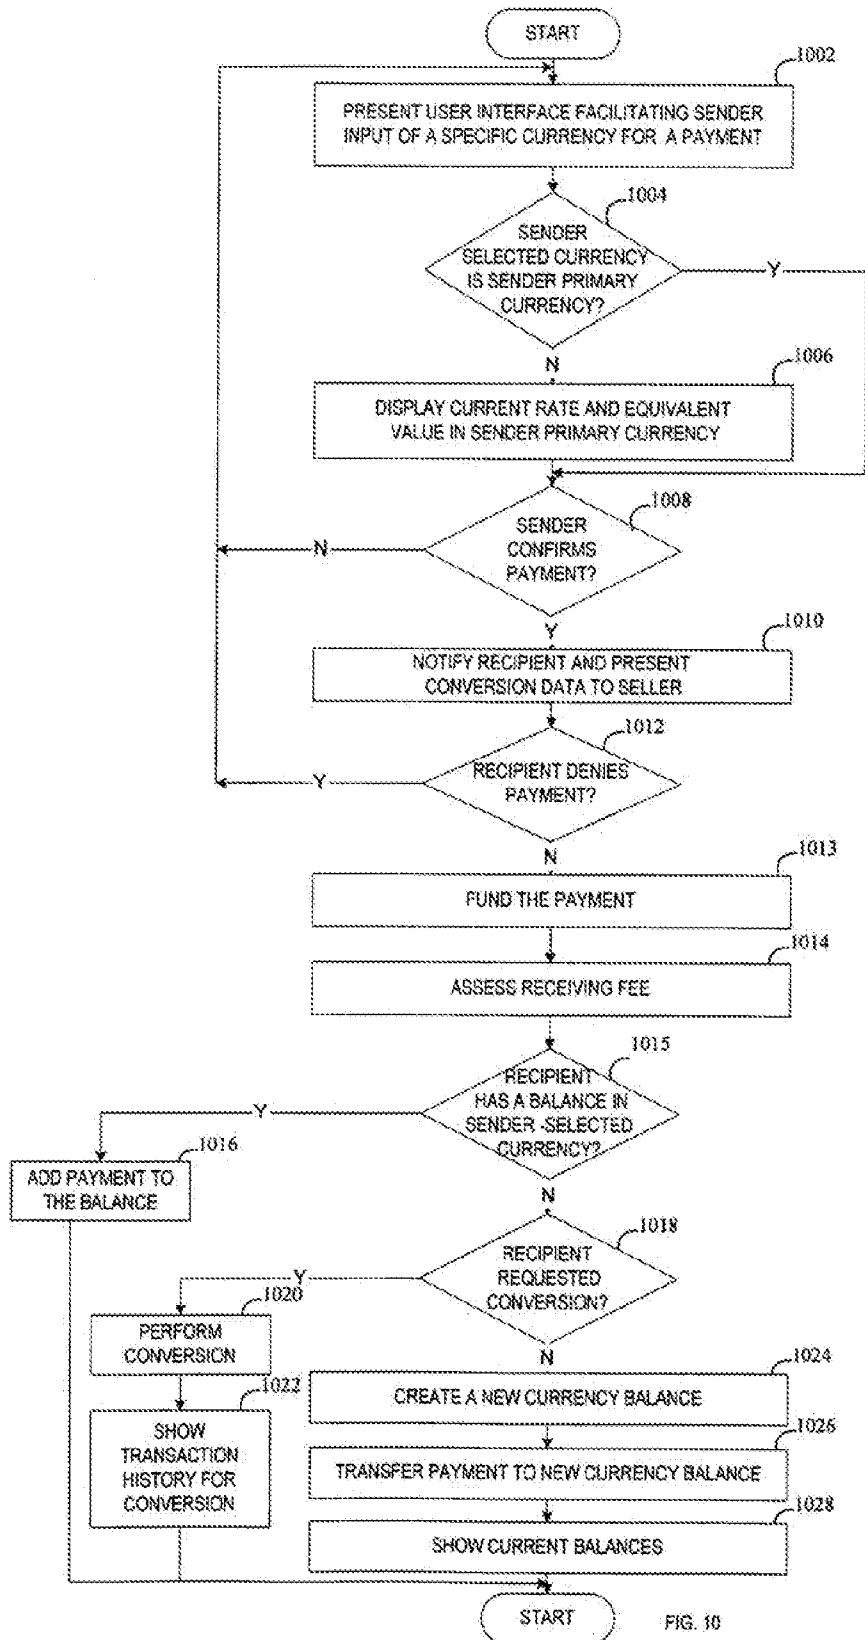 START
1002
PRESENT USER INTERFACE FACILITATING SENDER
INPUT OF A SPECIFIC CURRENCY FOR A PAYMENT
1004
SENDER
SELECTED CURRENCY
IS SENDER PRIMARY
CURRENCY?
Y
N
1006
DISPLAY CURRENT RATE AND EQUIVALENT
VALUE IN SENDER PRIMARY CURRENCY
1008
SENDER
CONFIRMS
PAYMENT?
N
Y
1010
NOTIFY RECIPIENT AND PRESENT
CONVERSION DATA TO SELLER
1012
RECIPIENT DENIES
PAYMENT?
Y
N
1013
FUND THE PAYMENT
1014
ASSESS RECEIVING FEE
1015
RECIPIENT
HAS A BALANCE IN
SENDER -SELECTED
CURRENCY?
Y
1016
ADD PAYMENT TO
THE BALANCE
N
1018
RECIPIENT
REQUESTED
CONVERSION?
Y
1020
PERFORM
CONVERSION
N
1022
SHOW
TRANSACTION
HISTORY FOR
CONVERSION
1024
CREATE A NEW CURRENCY BALANCE
1026
TRANSFER PAYMENT TO NEW CURRENCY BALANCE
1028
SHOW CURRENT BALANCES
START
FIG. 10